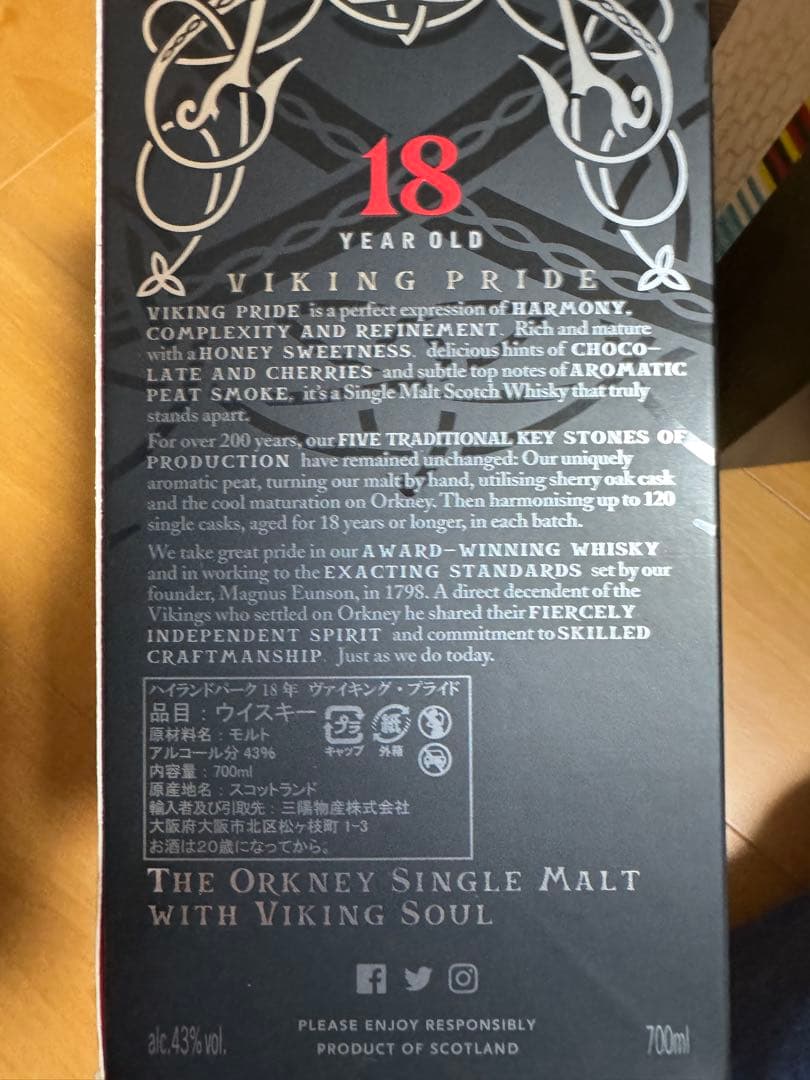 18
YEAR OLD
VIKING PRIDE
VIKING PRIDE is a perfect expression of HARMONY,
COMPLEXITY AND REFINEMENT. Rich and mature
with a HONEY SWEETNESS, delicious hints of CHOCO-
LATE AND CHERRIES and subtle top notes of AROMATIC
PEAT SMOKE, it's a Single Malt Scotch Whisky that truly
stands apart.
For over 200 years, our FIVE TRADITIONAL KEY STONES OF
PRODUCTION have remained unchanged: Our uniquely
aromatic peat, turning our malt by hand, utilising sherry oak cask
and the cool maturation on Orkney. Then harmonising up to 120
single casks, aged for 18 years or longer, in each batch.
We take great pride in our AWARD-WINNING WHISKY
and in working to the EXACTING STANDARDS set by our
founder, Magnus Eunson, in 1798. A direct decendent of the
Vikings who settled on Orkney he shared their FIERCELY
INDEPENDENT SPIRIT and commitment to SKILLED
CRAFTMANSHIP. Just as we do today.
ハイランドパーク 18 年 ヴァイキング・プライド
品目：ウイスキー
プラ 紙
キャップ 外箱
原材料名：モルト
アルコール分 43%
内容量：700ml
原産地名：スコットランド
輸入者及び引取先：三陽物産株式会社
大阪府大阪市北区松ヶ枝町 1-3
お酒は20歳になってから。
THE ORKNEY SINGLE MALT
WITH VIKING SOUL
alc.43% vol.
PLEASE ENJOY RESPONSIBLY
PRODUCT OF SCOTLAND
700ml